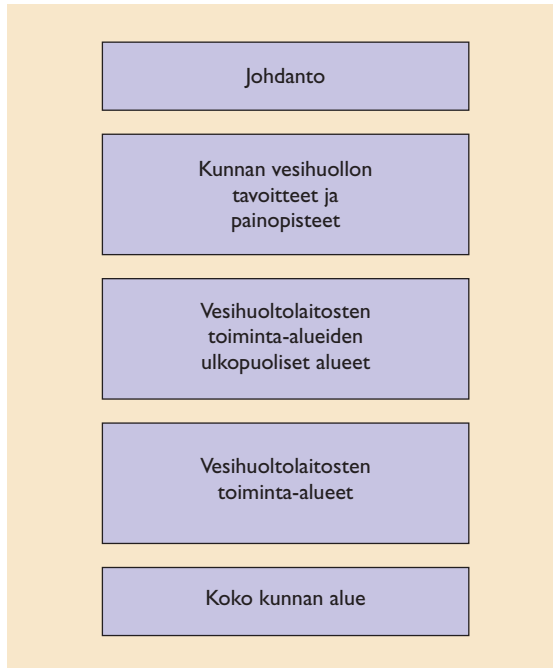 Johdanto
Kunnan vesihuollon
tavoitteet ja
painopisteet
Vesihuoltolaitosten
toiminta-alueiden
ulkopuoliset alueet
Vesihuoltolaitosten
toiminta-alueet
Koko kunnan alue